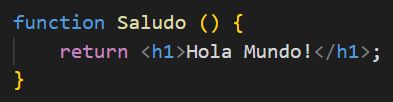 function Saludo () {
    return <h1>Hola Mundo!</h1>;
}